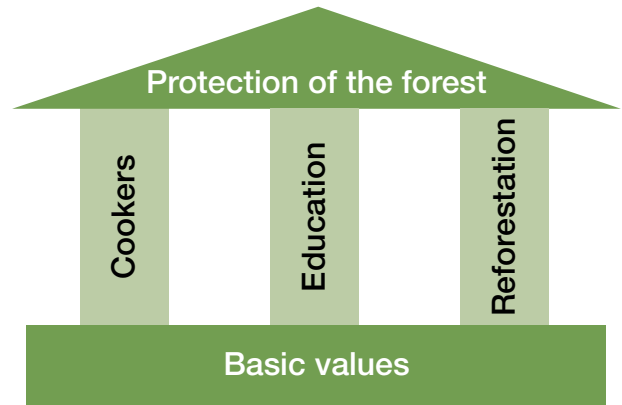 Protection of the forest
Cookers
Education
Reforestation
Basic values